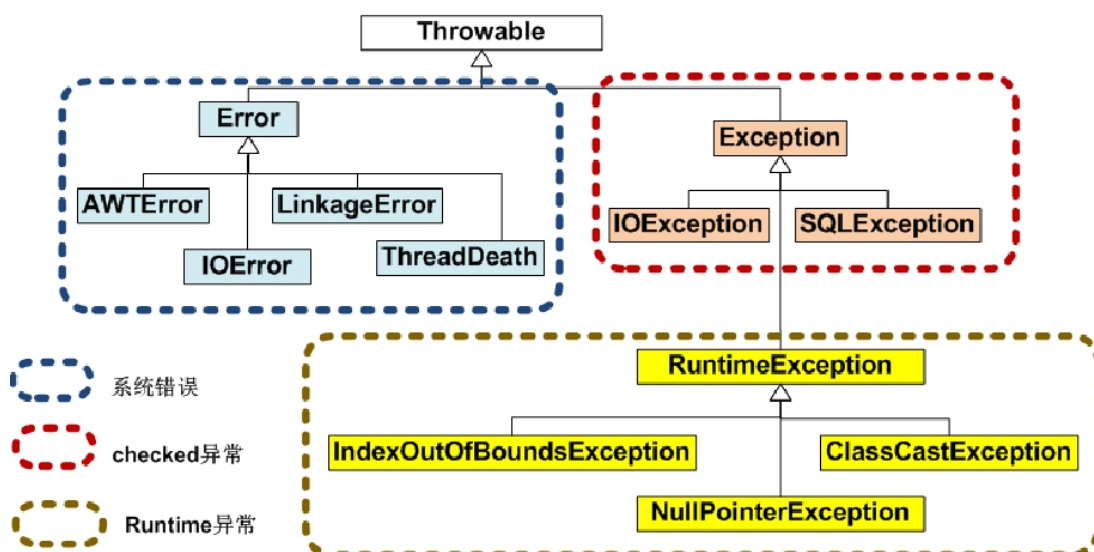 Throwable
Error
Exception
AWTError
LinkageError
IOException
SQLException
IOError
ThreadDeath
RuntimeException
系统错误
IndexOutOfBoundsException
ClassCastException
checked异常
NullPointerException
Runtime异常